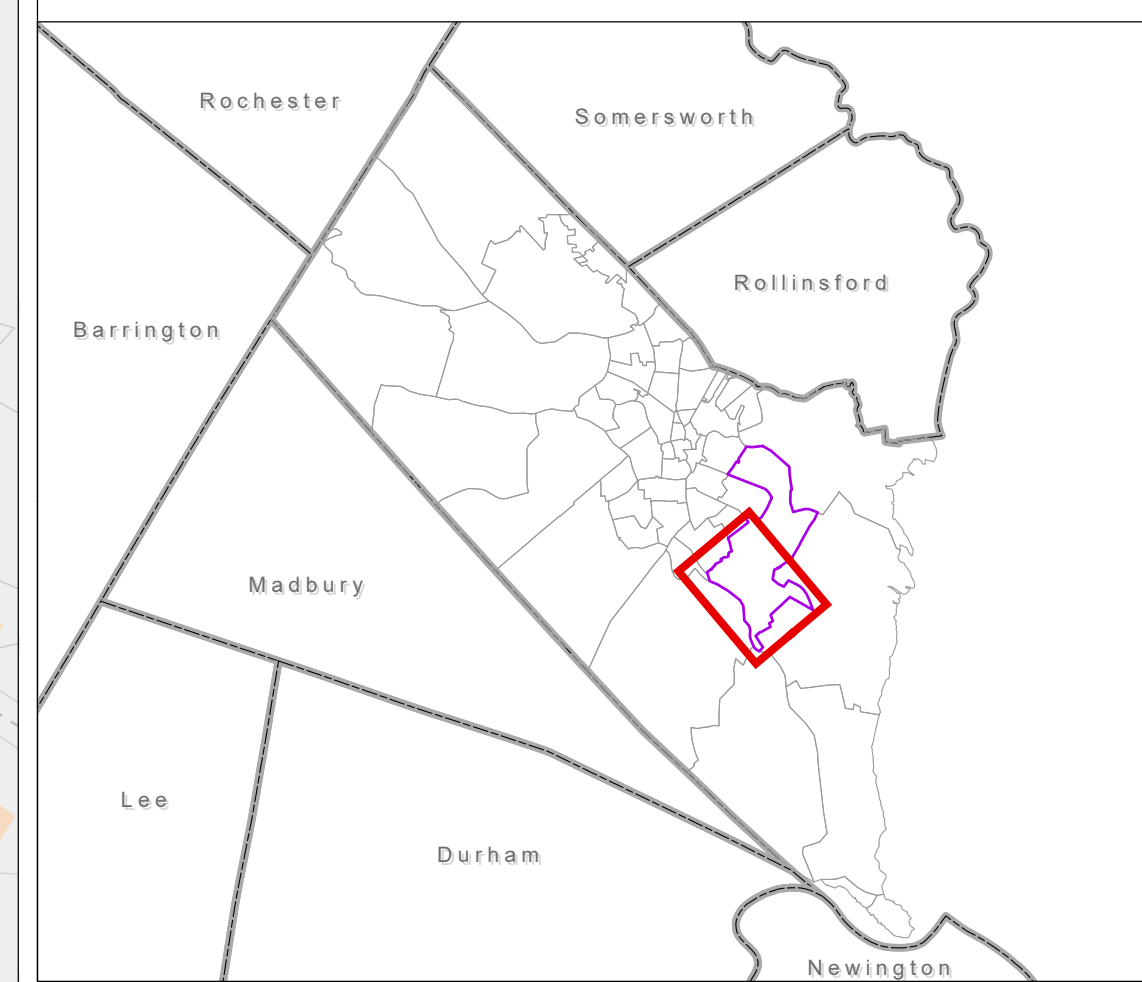 Rochester
Somersworth
Rollinsford
Barrington
Madbury
Lee
Durham
Newington